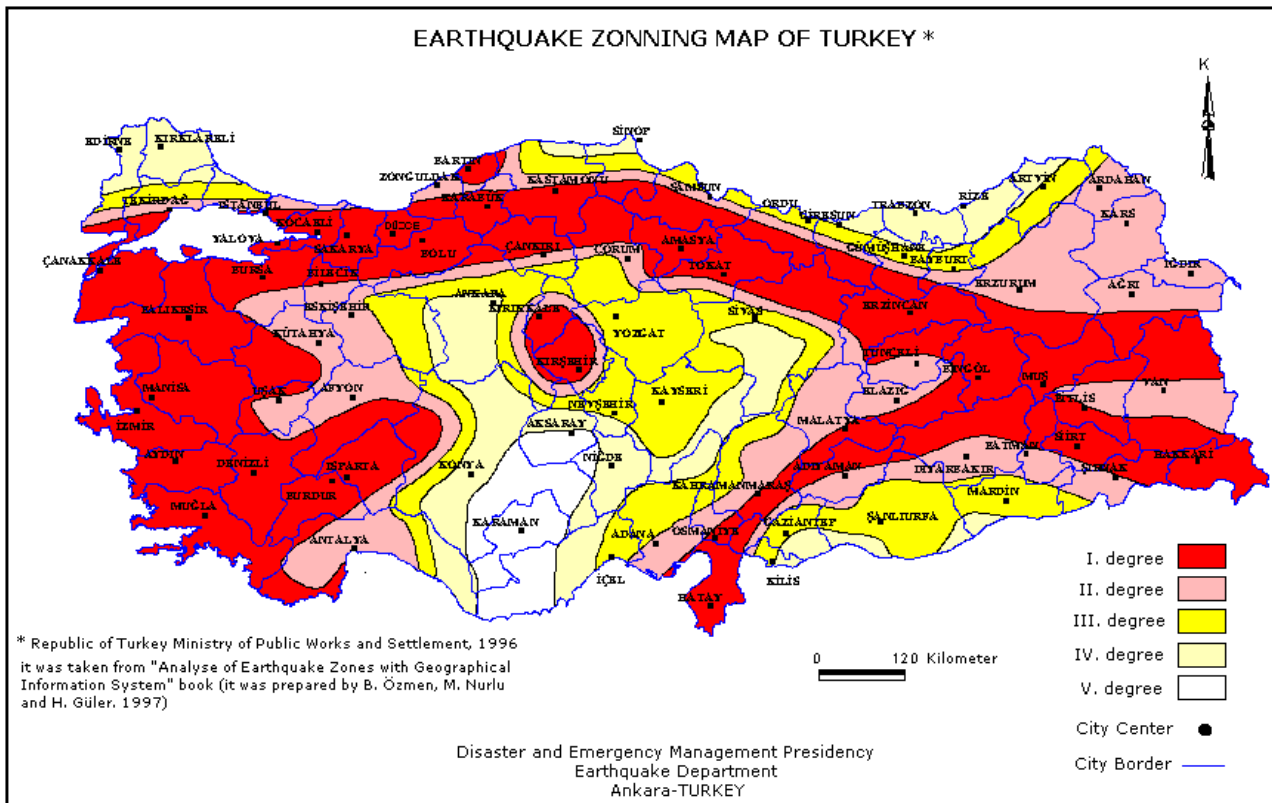 EARTHQUAKE ZONNING MAP OF TURKEY *
K
SİNOP
EDİRNE
KIRKLARELİ
BARTIN
ZONGULDAK
KASTAMONU
KARABUK
SAMSUN
ARTVİN
ARDAHAN
RİZE
TRABZON
ORDU
GİRESUN
KARS
TEKİRDAĞ
İSTANBUL
KOCAELİ
DÜZCE
SAKARYA
BOLU
YALOVA
ÇANKIRI
ÇORUM
AMASYA
TOKAT
GÜMÜŞHANE
BAYBURT
ÇANAKKALE
BURSA
BİLECİK
IĞDIR
AĞRI
ERZURUM
ERZİNCAN
BALIKESİR
ESKİŞEHİR
ANKARA
KIRIKKALE
YOZGAT
SİVAS
KÜTAHYA
KIRŞEHİR
TUNCELİ
BİNGÖL
MUŞ
VAN
MANİSA
UŞAK
AFYON
KAYSERİ
ELAZIĞ
BİTLİS
NEVŞEHİR
AKSARAY
MALATYA
İZMİR
AYDIN
DENİZLİ
ISPARTA
KONYA
NİĞDE
BATMAN
SİİRT
DİYARBAKIR
ADIYAMAN
ŞIRNAK
HAKKARİ
BURDUR
KAHRAMANMARAŞ
MARDİN
MUĞLA
KARAMAN
ANTALYA
ADANA
OSMANİYE
GAZİANTEP
ŞANLIURFA
İÇEL
KİLİS
HATAY
I. degree
II. degree
III. degree
IV. degree
V. degree
City Center
City Border
0 120 Kilometer
* Republic of Turkey Ministry of Public Works and Settlement, 1996
it was taken from "Analyse of Earthquake Zones with Geographical
Information System" book (it was prepared by B. Özmen, M. Nurlu
and H. Güler. 1997)
Disaster and Emergency Management Presidency
Earthquake Department
Ankara-TURKEY